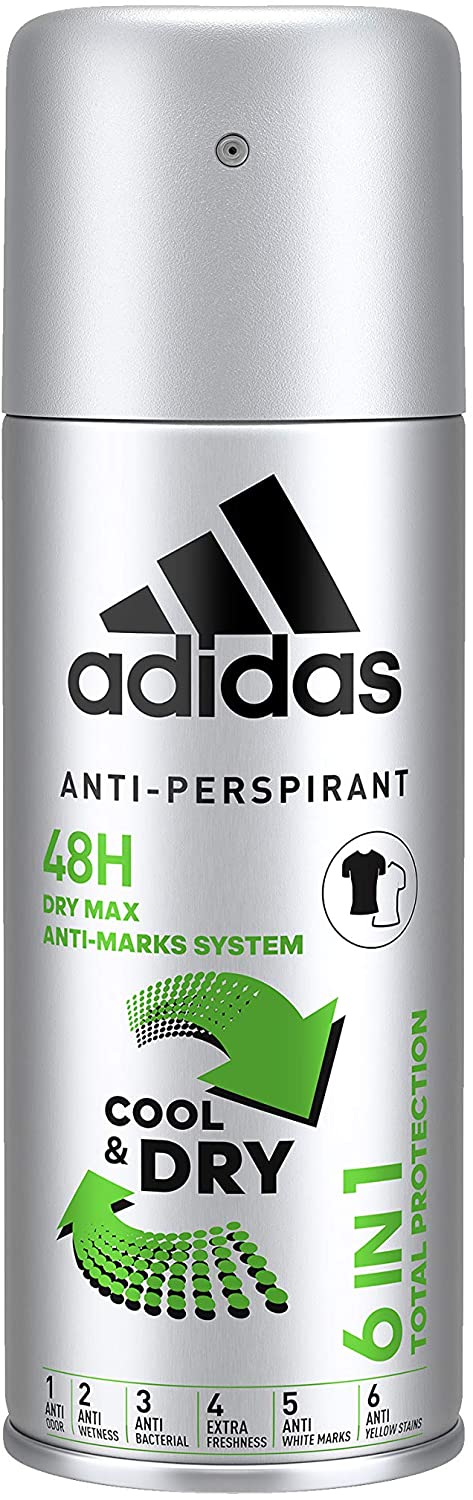 adidas
ANTI-PERSPIRANT
48H
DRY MAX
ANTI-MARKS SYSTEM
COOL
& DRY
6 IN 1
TOTAL PROTECTION
1
ANTI
ODOR
2
ANTI
WETNESS
3
ANTI
BACTERIAL
4
EXTRA
FRESHNESS
5
ANTI
WHITE MARKS
6
ANTI
YELLOW STAINS